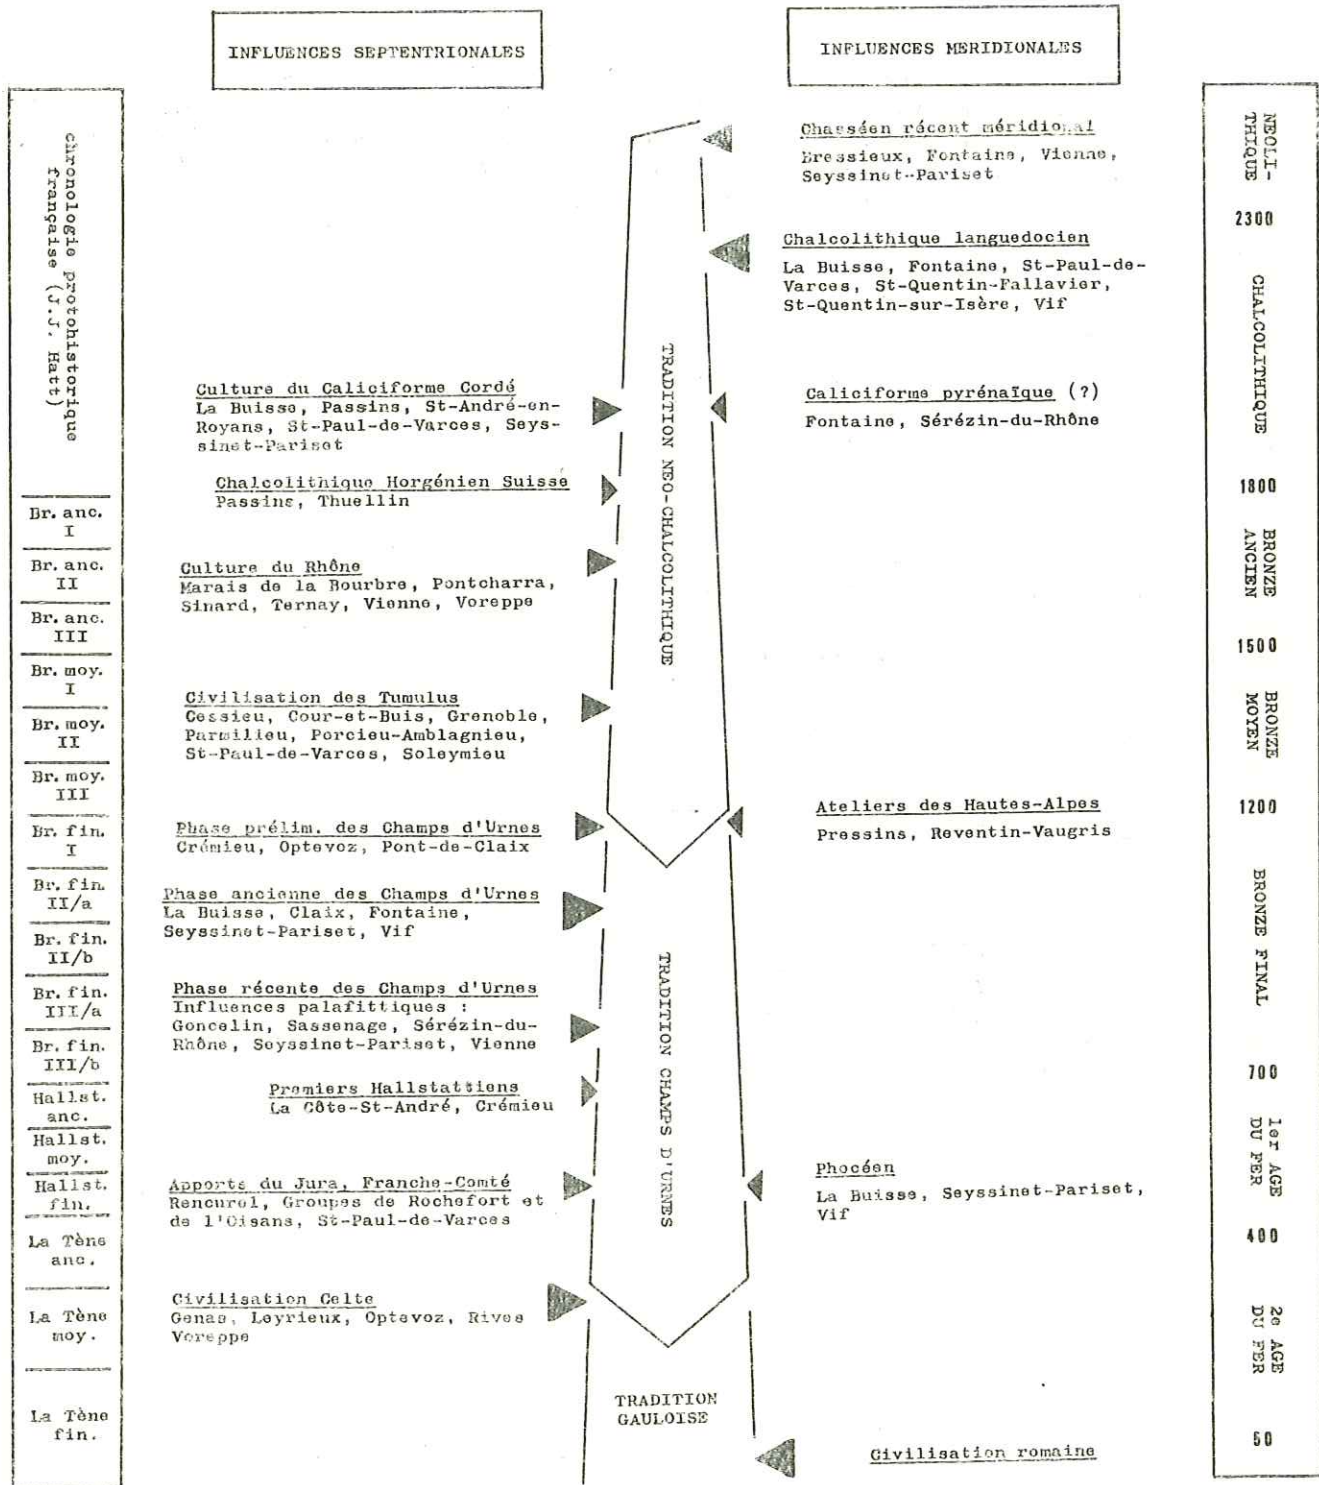 INFLUENCES SEPTENTRIONALES
INFLUENCES MERIDIONALES
chronologie protohistorique
française (J.J. Hatt)
Br. anc.
I
Br. anc.
II
Br. anc.
III
Br. moy.
I
Br. moy.
II
Br. moy.
III
Br. fin.
I
Br. fin.
II/a
Br. fin.
II/b
Br. fin.
III/a
Br. fin.
III/b
Hallst.
anc.
Hallst.
moy.
Hallst.
fin.
La Tène
anc.
La Tène
moy.
La Tène
fin.
Culture du Caliciforme Cordé
La Buisse, Passins, St-André-en-
Royans, St-Paul-de-Varces, Seys-
sinet-Pariset
Chalcolithique Horgénien Suisse
Passins, Thuellin
Culture du Rhône
Marais de la Bourbre, Pontcharra,
Sinard, Ternay, Vienne, Voreppe
Civilisation des Tumulus
Cessieu, Cour-et-Buis, Grenoble,
Parmilieu, Porcieu-Amblagnieu,
St-Paul-de-Varces, Soleymieu
Phase prélim. des Champs d'Urnes
Crémieu, Optevoz, Pont-de-Claix
Phase ancienne des Champs d'Urnes
La Buisse, Claix, Fontaine,
Seyssinet-Pariset, Vif
Phase récente des Champs d'Urnes
Influences palafittiques :
Goncelin, Sassenage, Sérézin-du-
Rhône, Seyssinet-Pariset, Vienne
Premiers Hallstattiens
La Côte-St-André, Crémieu
Apports du Jura, Franche-Comté
Rencurel, Groupes de Rochefort et
de l'Oisans, St-Paul-de-Varces
Civilisation Celte
Genas, Leyrieux, Optevoz, Rives
Voreppe
TRADITION NEO-CHALCOLITHIQUE
TRADITION CHAMPS D'URNES
TRADITION
GAULOISE
Chasséen récent méridional
Bressieux, Fontaine, Vienne,
Seyssinet-Pariset
Chalcolithique languedocien
La Buisse, Fontaine, St-Paul-de-
Varces, St-Quentin-Fallavier,
St-Quentin-sur-Isère, Vif
Caliciforme pyrénaïque (?)
Fontaine, Sérézin-du-Rhône
Ateliers des Hautes-Alpes
Pressins, Reventin-Vaugris
Phocéen
La Buisse, Seyssinet-Pariset,
Vif
Civilisation romaine
NEOLI-
THIQUE
2300
CHALCOLITHIQUE
1800
BRONZE
ANCIEN
1500
BRONZE
MOYEN
1200
BRONZE FINAL
700
1er AGE
DU FER
400
2e AGE
DU FER
50